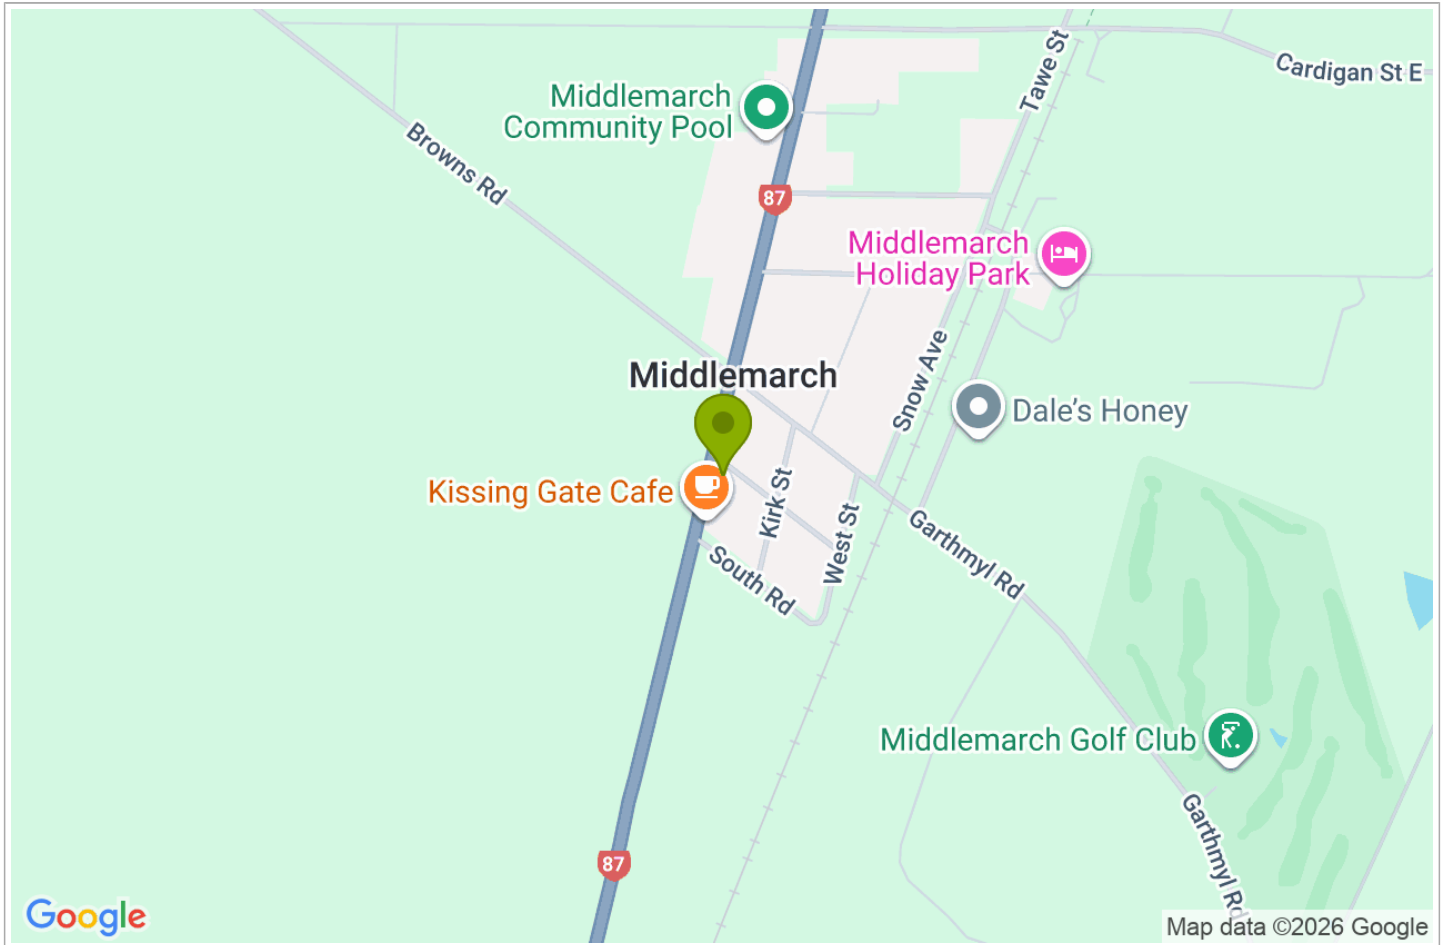 Tawe St
Cardigan St E
Middlemarch
Community Pool
Browns Rd
87
Middlemarch
Holiday Park
Snow Ave
Middlemarch
Dale's Honey
Kissing Gate Cafe
Kirk St
West St
Garthmyl Rd
South Rd
Middlemarch Golf Club
Garthmyl Rd
87
Google
Map data ©2026 Google